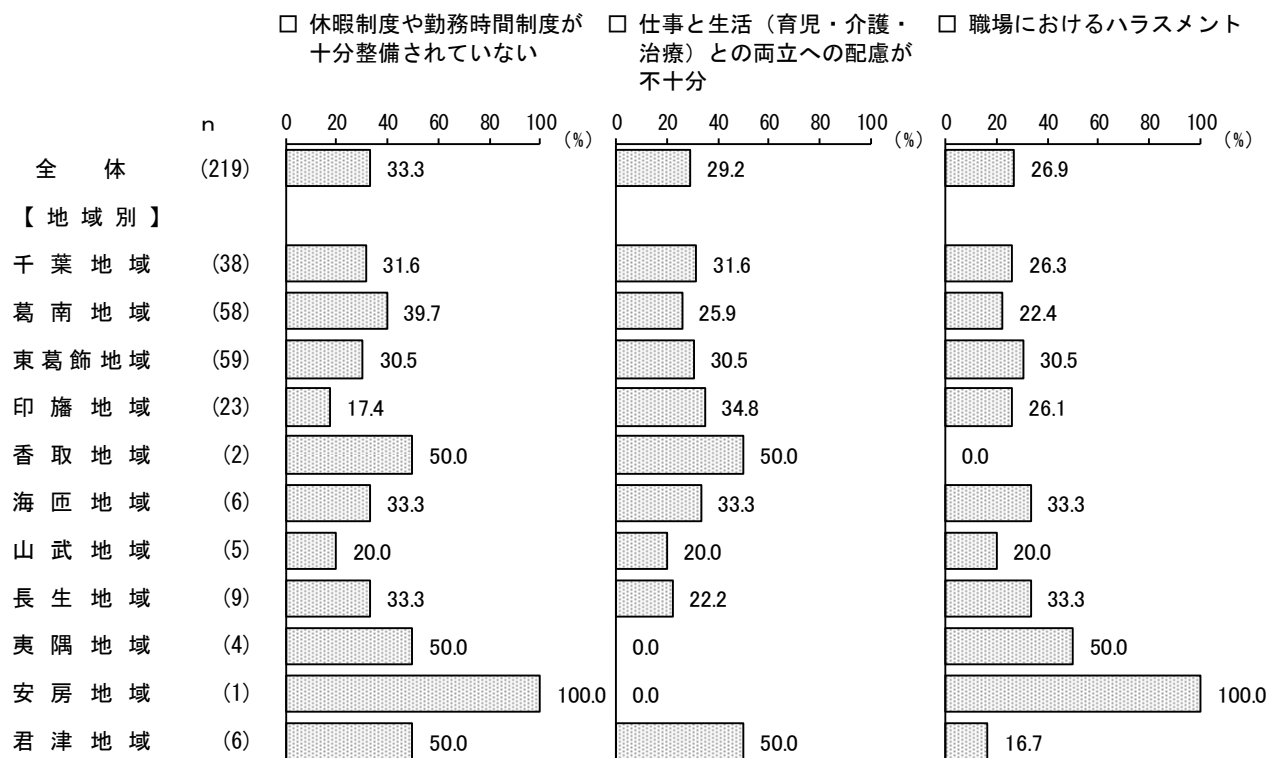 □ 休暇制度や勤務時間制度が
十分整備されていない
□ 仕事と生活（育児・介護・
治療）との両立への配慮が
不十分
□ 職場におけるハラスメント
n
0 20 40 60 80 100 (%)
0 20 40 60 80 100 (%)
0 20 40 60 80 100 (%)
全体 (219) 33.3 29.2 26.9
【地域別】
千葉地域 (38) 31.6 31.6 26.3
葛南地域 (58) 39.7 25.9 22.4
東葛飾地域 (59) 30.5 30.5 30.5
印旛地域 (23) 17.4 34.8 26.1
香取地域 (2) 50.0 50.0 0.0
海匝地域 (6) 33.3 33.3 33.3
山武地域 (5) 20.0 20.0 20.0
長生地域 (9) 33.3 22.2 33.3
夷隅地域 (4) 50.0 0.0 50.0
安房地域 (1) 100.0 0.0 100.0
君津地域 (6) 50.0 50.0 16.7